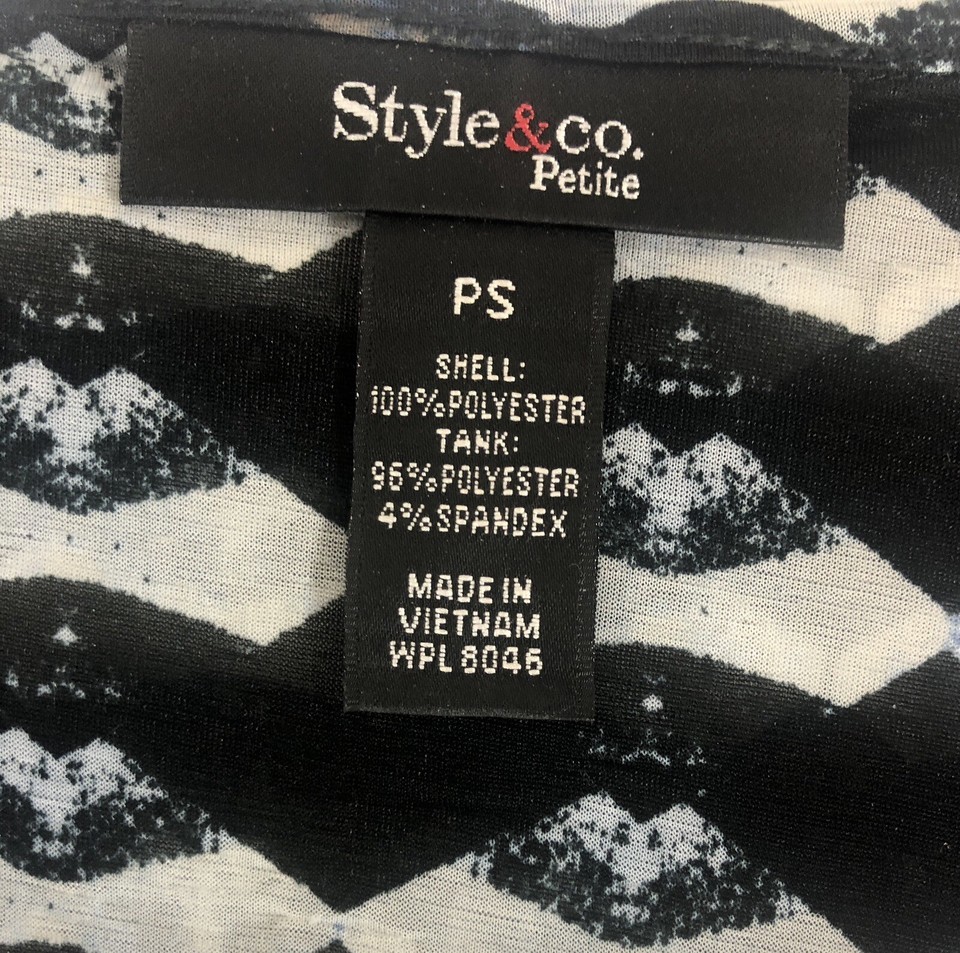 Style&co.
Petite
PS
SHELL:
100%POLYESTER
TANK:
96%POLYESTER
4%SPANDEX
MADE IN
VIETNAM
WPL 8046